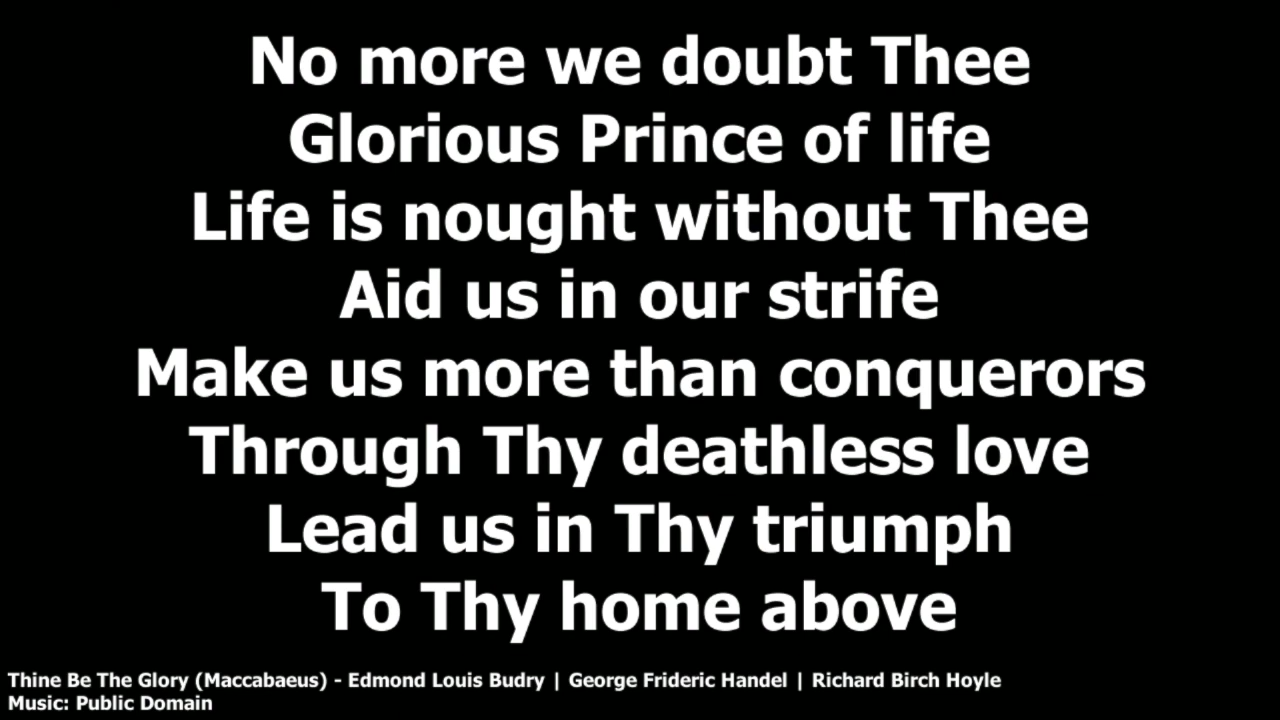 No more we doubt Thee
Glorious Prince of life
Life is nought without Thee
Aid us in our strife
Make us more than conquerors
Through Thy deathless love
Lead us in Thy triumph
To Thy home above
Thine Be The Glory (Maccabaeus) - Edmond Louis Budry | George Frideric Handel | Richard Birch Hoyle
Music: Public Domain